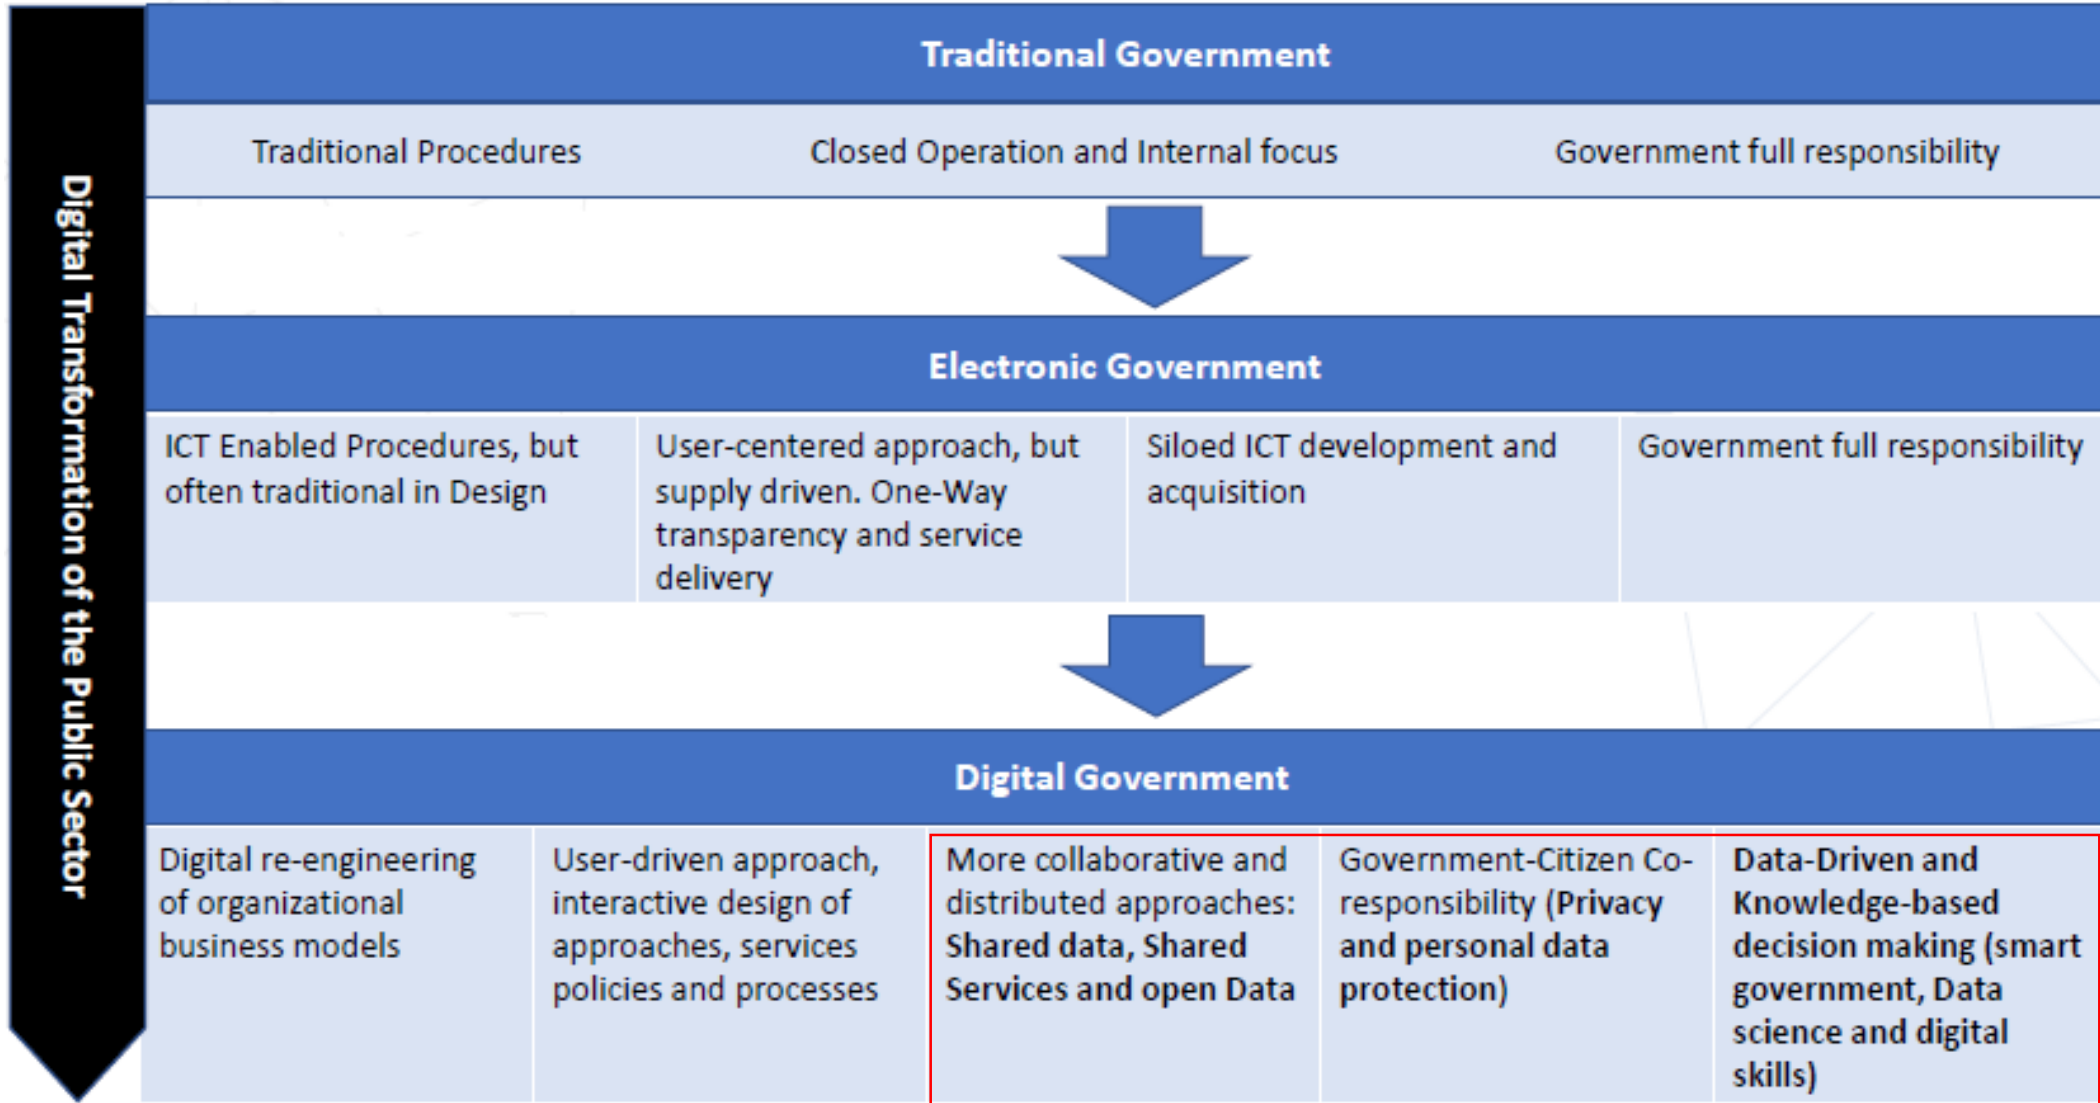 Digital Transformation of the Public Sector
Traditional Government
Traditional Procedures
Closed Operation and Internal focus
Government full responsibility
Electronic Government
ICT Enabled Procedures, but
often traditional in Design
User-centered approach, but
supply driven. One-Way
transparency and service
delivery
Siloed ICT development and
acquisition
Government full responsibility
Digital Government
Digital re-engineering
of organizational
business models
User-driven approach,
interactive design of
approaches, services
policies and processes
More collaborative and
distributed approaches:
Shared data, Shared
Services and open Data
Government-Citizen Co-
responsibility (Privacy
and personal data
protection)
Data-Driven and
Knowledge-based
decision making (smart
government, Data
science and digital
skills)